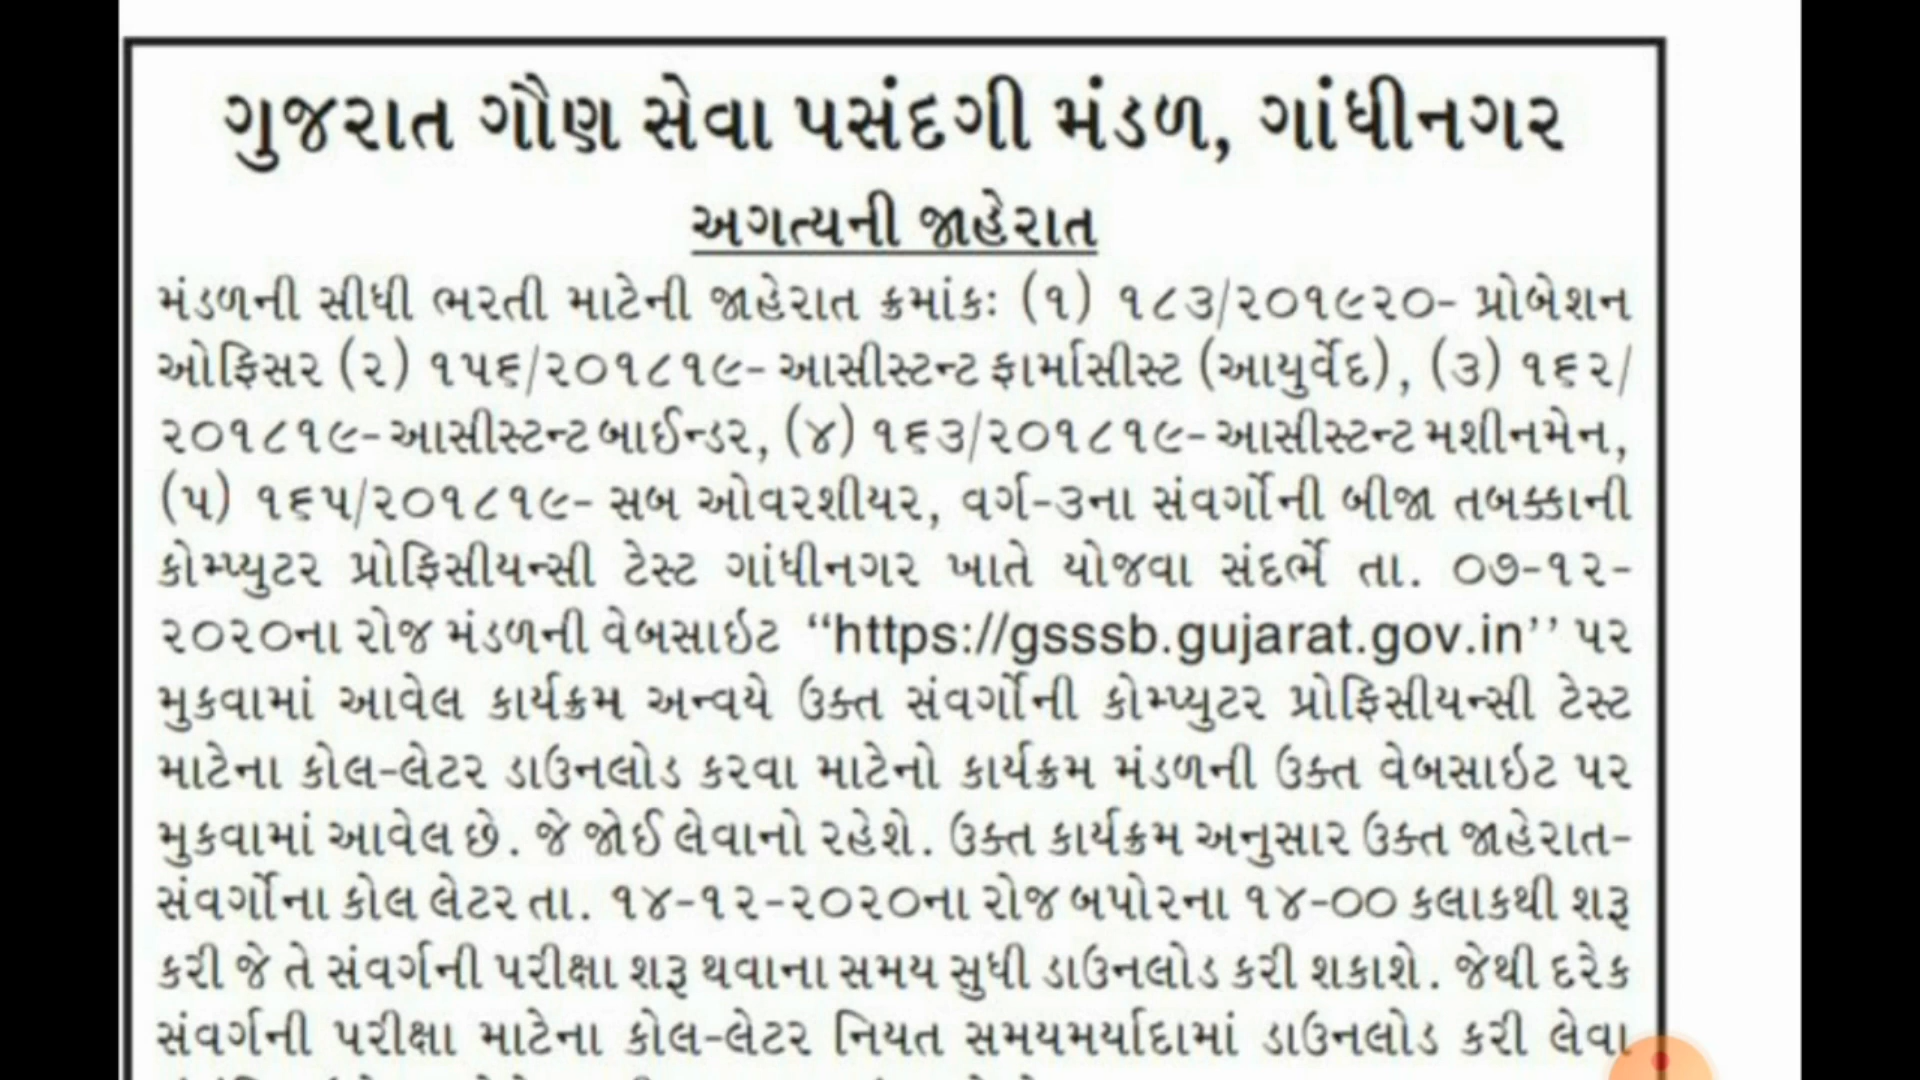 ગુજરાત ગૌણ સેવા પસંદગી મંડળ, ગાંધીનગર
અગત્યની જાહેરાત
મંડળની સીધી ભરતી માટેની જાહેરાત ક્રમાંકઃ (૧) ૧૮૩/૨૦૧૯૨૦- પ્રોબેશન
ઓફિસર (૨) ૧૫૬/૨૦૧૮૧૯- આસીસ્ટન્ટ ફાર્માસીસ્ટ (આયુર્વેદ), (૩) ૧૬૨/
૨૦૧૮૧૯- આસીસ્ટન્ટ બાઈન્ડર, (૪) ૧૬૩/૨૦૧૮૧૯- આસીસ્ટન્ટ મશીનમેન,
(૫) ૧૬૫/૨૦૧૮૧૯- સબ ઓવરશીયર, વર્ગ-૩ના સંવર્ગોની બીજા તબક્કાની
કોમ્પ્યુટર પ્રોફિસીયન્સી ટેસ્ટ ગાંધીનગર ખાતે યોજવા સંદર્ભે તા. ૦૭-૧૨-
૨૦૨૦ના રોજ મંડળની વેબસાઇટ “https://gsssb.gujarat.gov.in’’ પર
મુકવામાં આવેલ કાર્યક્રમ અન્વયે ઉક્ત સંવર્ગોની કોમ્પ્યુટર પ્રોફિસીયન્સી ટેસ્ટ
માટેના કોલ-લેટર ડાઉનલોડ કરવા માટેનો કાર્યક્રમ મંડળની ઉક્ત વેબસાઇટ પર
મુકવામાં આવેલ છે. જે જોઈ લેવાનો રહેશે. ઉક્ત કાર્યક્રમ અનુસાર ઉક્ત જાહેરાત-
સંવર્ગોના કોલ લેટર તા. ૧૪-૧૨-૨૦૨૦ના રોજ બપોરના ૧૪-૦૦ કલાકથી શરૂ
કરી જે તે સંવર્ગની પરીક્ષા શરૂ થવાના સમય સુધી ડાઉનલોડ કરી શકાશે. જેથી દરેક
સંવર્ગની પરીક્ષા માટેના કોલ-લેટર નિયત સમયમર્યાદામાં ડાઉનલોડ કરી લેવા